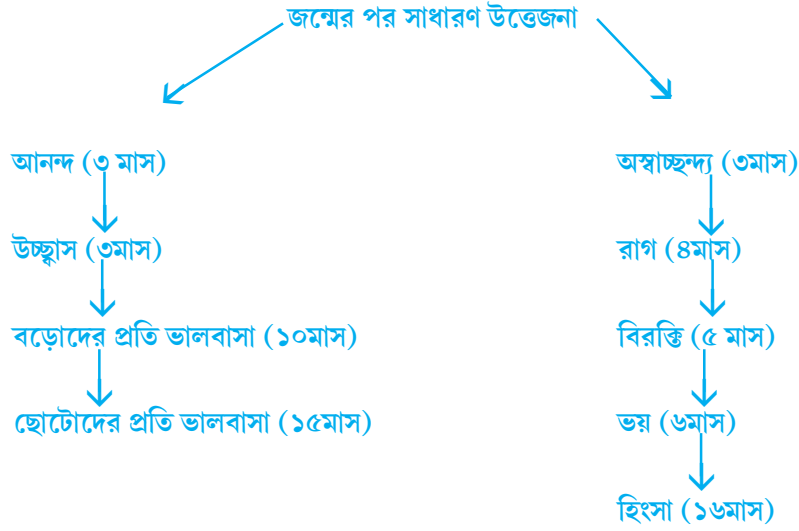 জন্মের পর সাধারণ উত্তেজনা
আনন্দ (৩ মাস)
অস্বাচ্ছন্দ্য (৩মাস)
উচ্ছ্বাস (৩মাস)
রাগ (৪মাস)
বড়োদের প্রতি ভালবাসা (১০মাস)
বিরক্তি (৫ মাস)
ছোটোদের প্রতি ভালবাসা (১৫মাস)
ভয় (৬মাস)
হিংসা (১৬মাস)